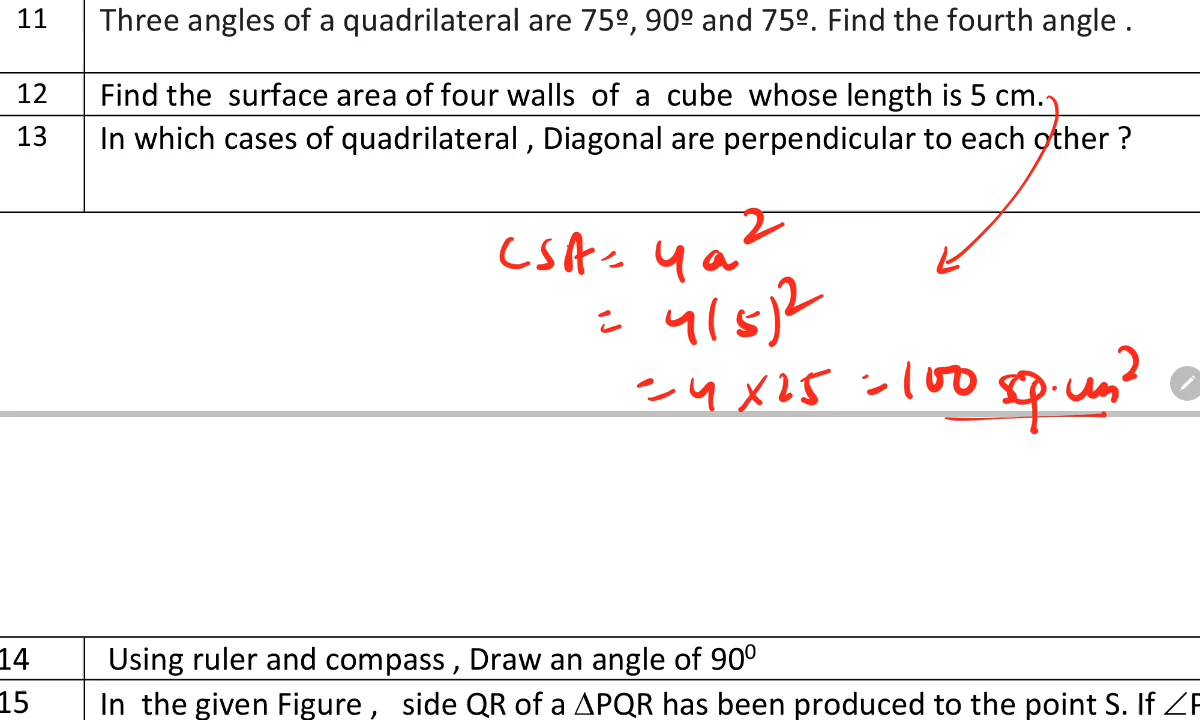 11 Three angles of a quadrilateral are 75º, 90º and 75º. Find the fourth angle .
12 Find the surface area of four walls of a cube whose length is 5 cm.
13 In which cases of quadrilateral , Diagonal are perpendicular to each other ?
CSA = 4a²
= 4(5)²
= 4 × 25 = 100 sq. cm²
14 Using ruler and compass , Draw an angle of 90⁰
15 In the given Figure , side QR of a ∆PQR has been produced to the point S. If ∠P